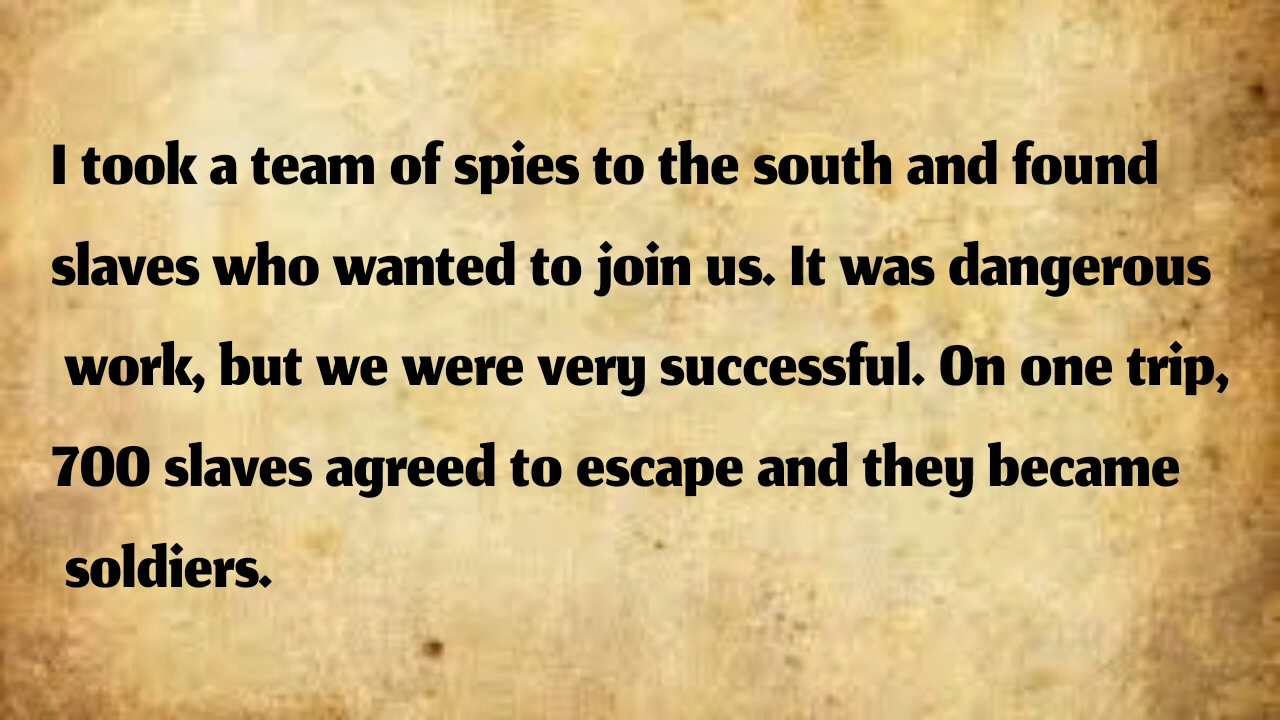 I took a team of spies to the south and found
slaves who wanted to join us. It was dangerous
work, but we were very successful. On one trip,
700 slaves agreed to escape and they became
soldiers.